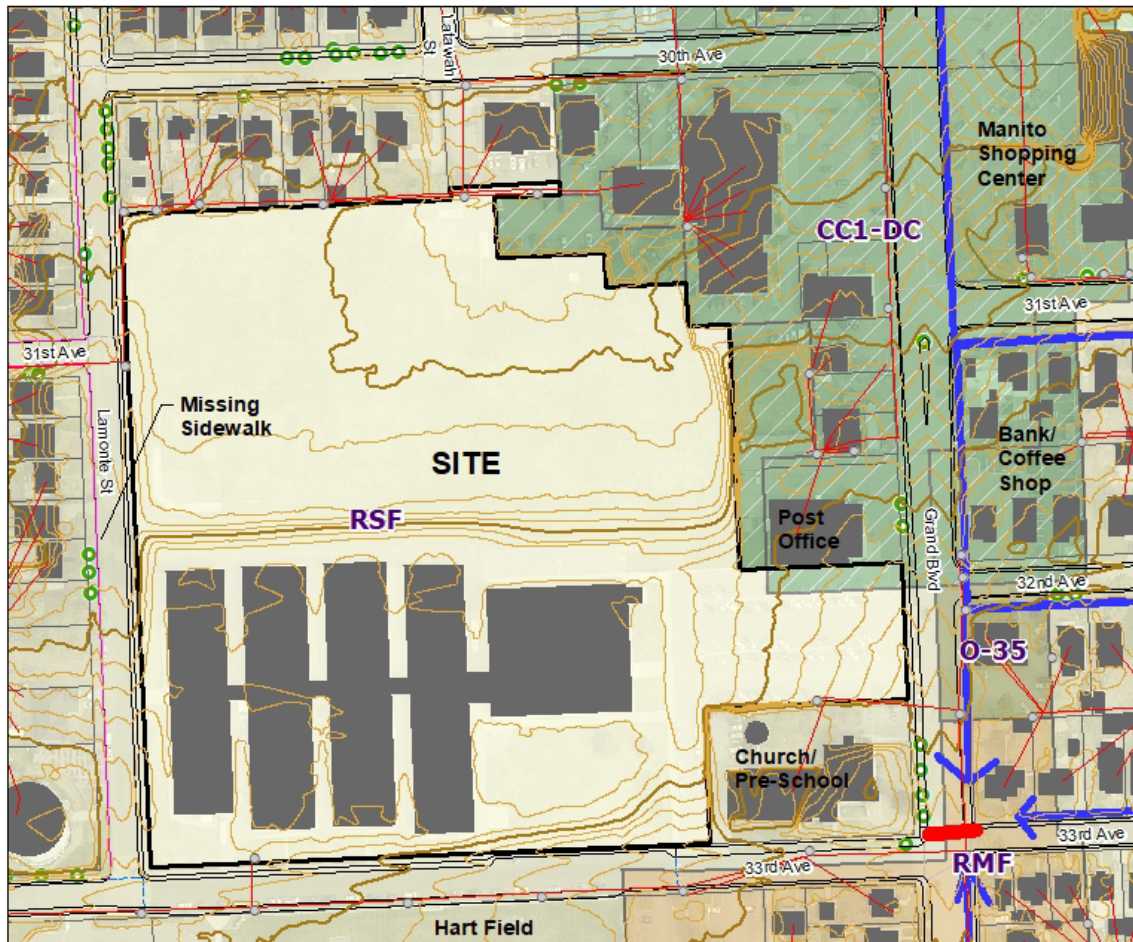 Latawah
St
30th Ave
Manito
Shopping
Center
CC1-DC
31st Ave
31st Ave
Missing
Sidewalk
Lamonte St
SITE
RSF
Bank/
Coffee
Shop
Post
Office
Grand Blvd
32nd Ave
O-35
Church/
Pre-School
33rd Ave
33rd Ave
RMF
Hart Field